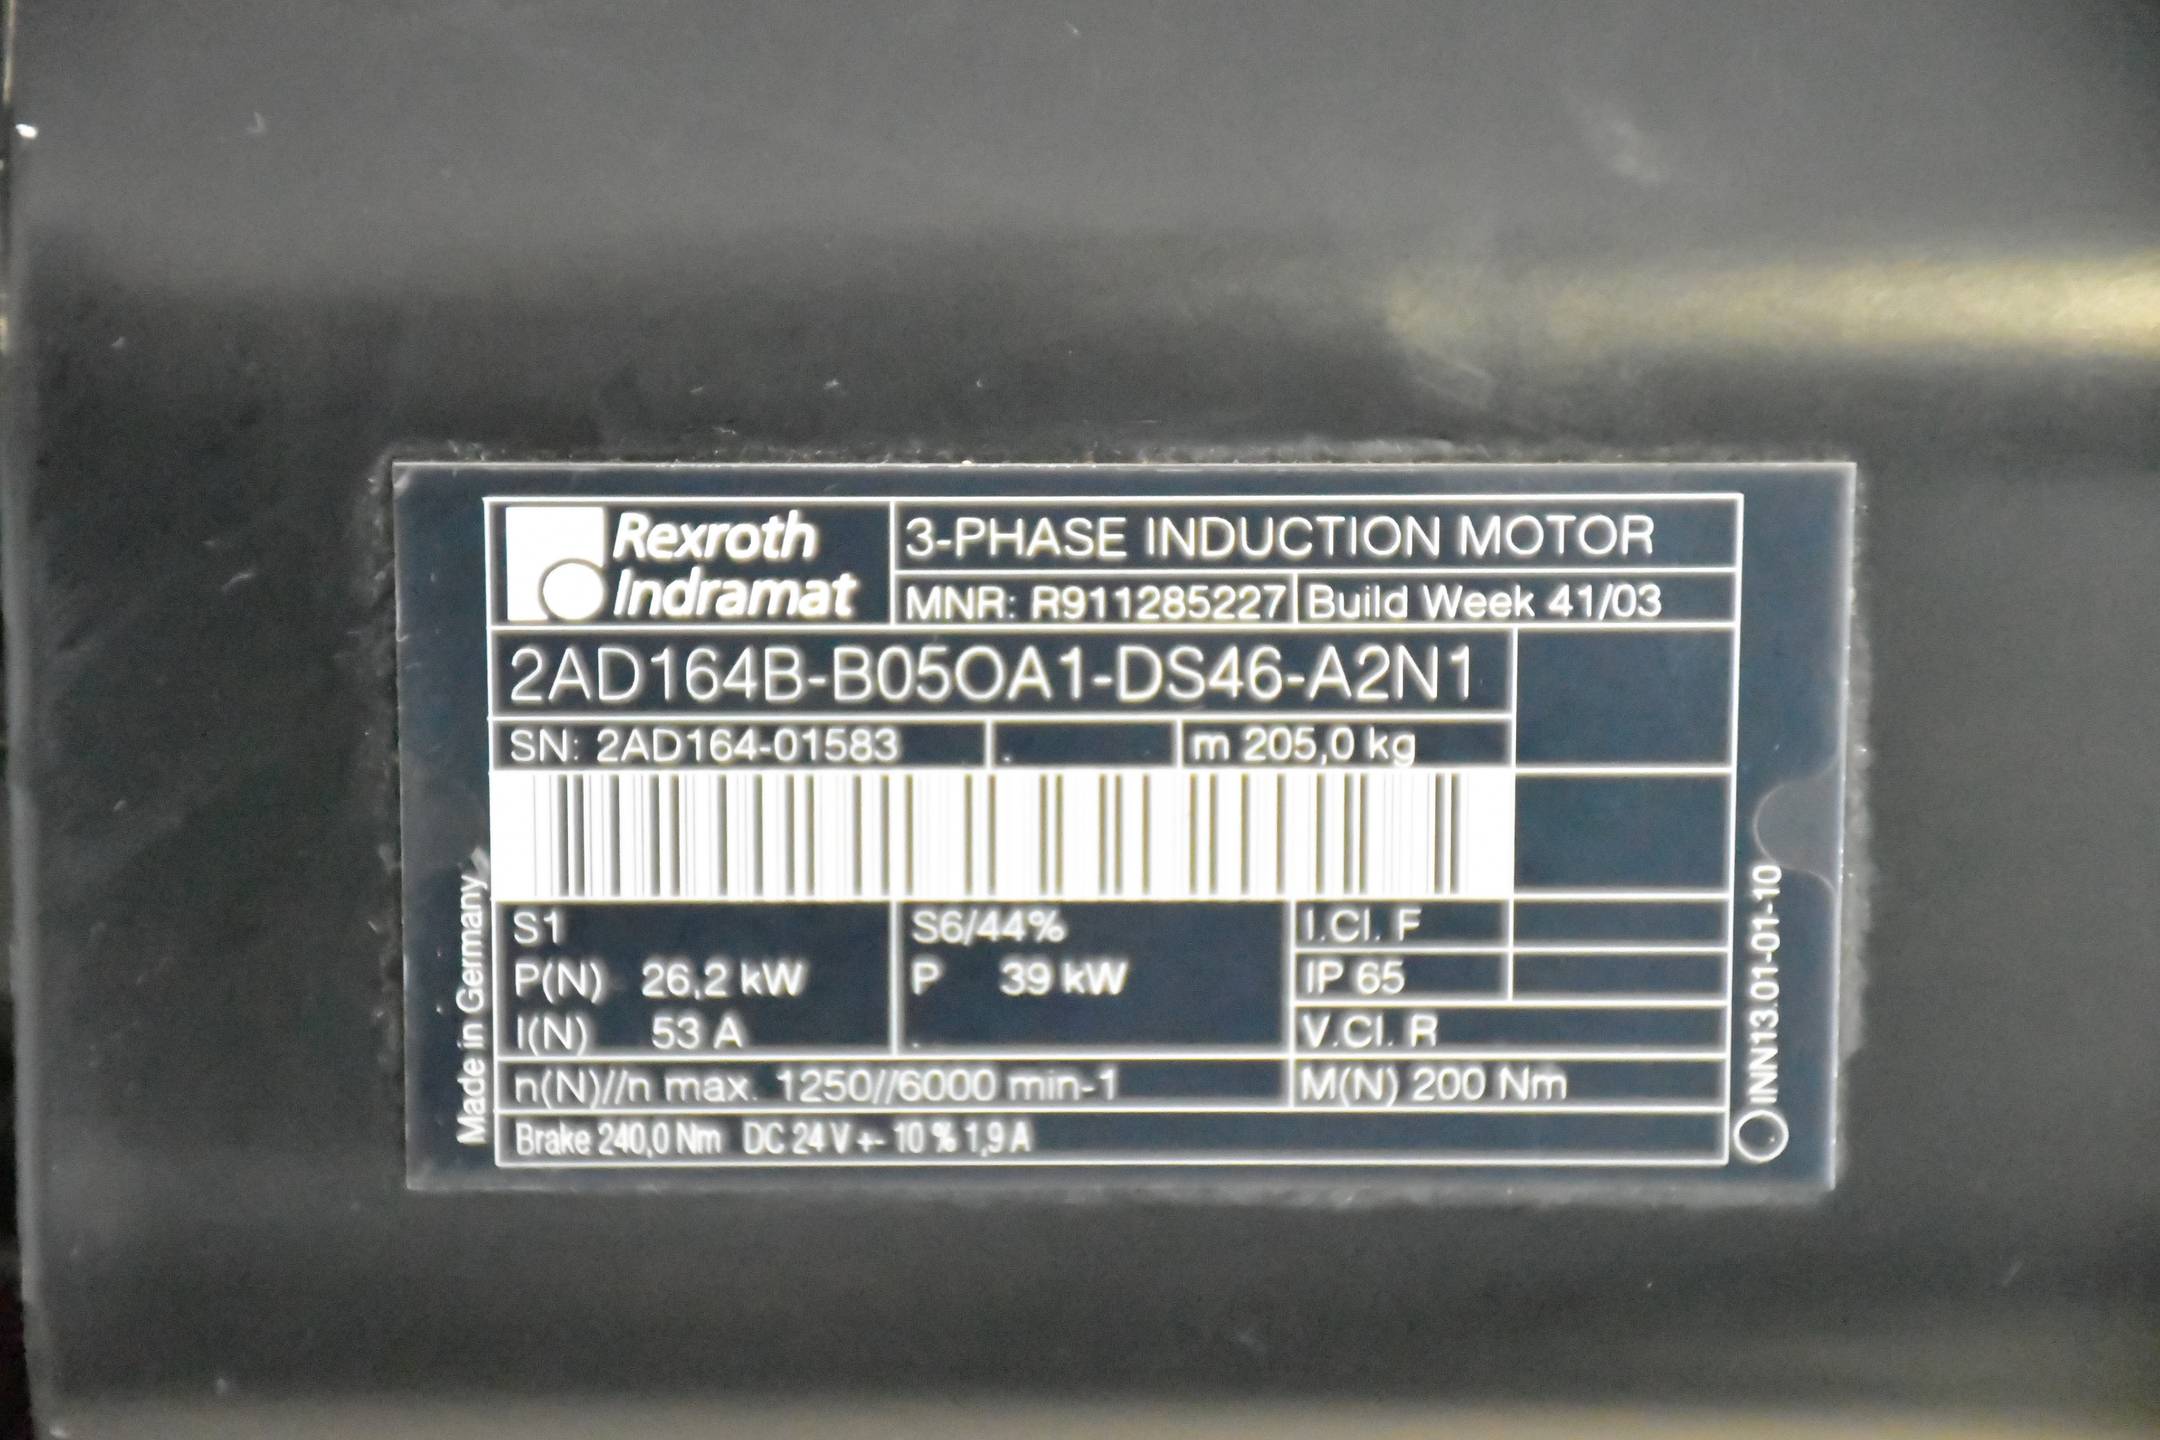 Rexroth
Indramat
3-PHASE INDUCTION MOTOR
MNR: R911285227 Build Week 41/03
2AD164B-B05OA1-DS46-A2N1
SN: 2AD164-01583 . m 205,0 kg
S1 S6/44% I.Cl. F
P(N) 26,2 kW P 39 kW IP 65
I(N) 53 A . V.Cl. R
n(N)//n max. 1250//6000 min-1 M(N) 200 Nm
Brake 240,0 Nm DC 24 V +- 10 % 1,9 A
Made in Germany
INN13.01-01-10